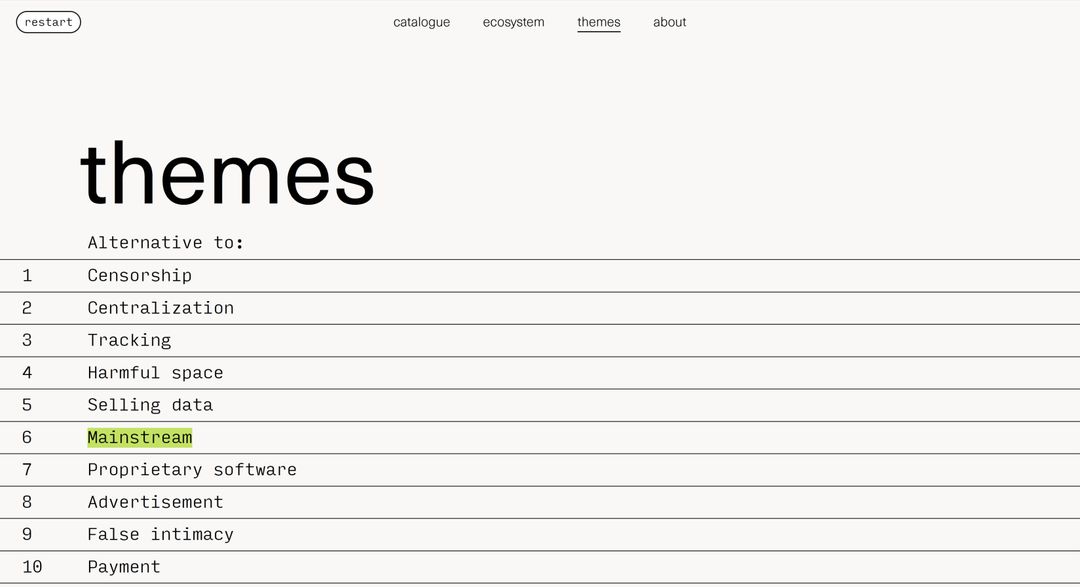 restart
catalogue ecosystem themes about
themes
Alternative to:
1 Censorship
2 Centralization
3 Tracking
4 Harmful space
5 Selling data
6 Mainstream
7 Proprietary software
8 Advertisement
9 False intimacy
10 Payment